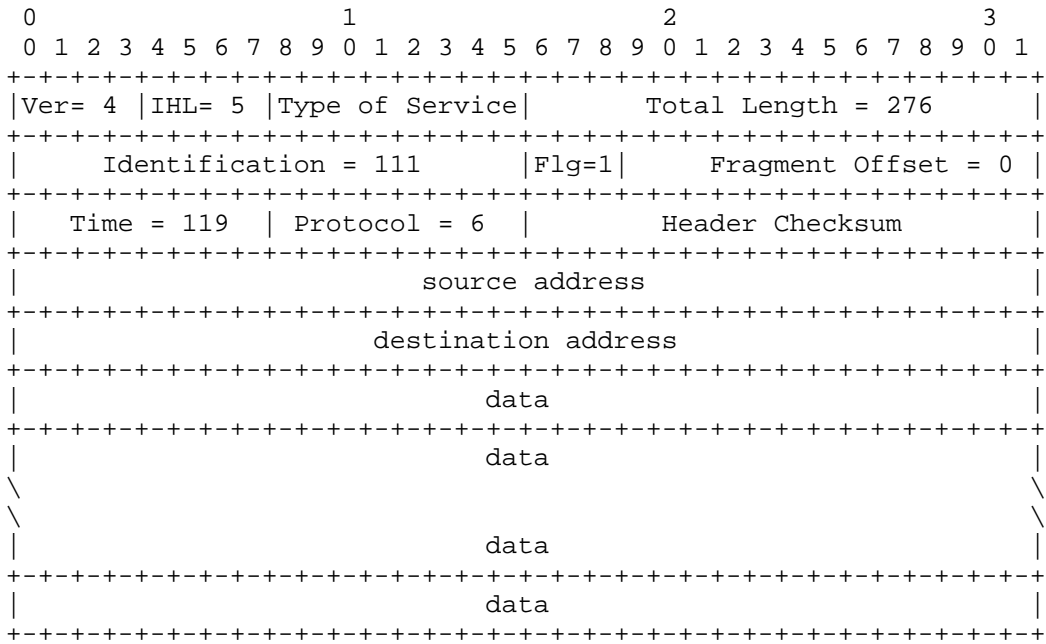 0                   1                   2                   3
 0 1 2 3 4 5 6 7 8 9 0 1 2 3 4 5 6 7 8 9 0 1 2 3 4 5 6 7 8 9 0 1
+-+-+-+-+-+-+-+-+-+-+-+-+-+-+-+-+-+-+-+-+-+-+-+-+-+-+-+-+-+-+-+-+
|Ver= 4 |IHL= 5 |Type of Service|       Total Length = 276      |
+-+-+-+-+-+-+-+-+-+-+-+-+-+-+-+-+-+-+-+-+-+-+-+-+-+-+-+-+-+-+-+-+
|     Identification = 111      |Flg=1|     Fragment Offset = 0 |
+-+-+-+-+-+-+-+-+-+-+-+-+-+-+-+-+-+-+-+-+-+-+-+-+-+-+-+-+-+-+-+-+
|   Time = 119  | Protocol = 6  |        Header Checksum        |
+-+-+-+-+-+-+-+-+-+-+-+-+-+-+-+-+-+-+-+-+-+-+-+-+-+-+-+-+-+-+-+-+
|                         source address                        |
+-+-+-+-+-+-+-+-+-+-+-+-+-+-+-+-+-+-+-+-+-+-+-+-+-+-+-+-+-+-+-+-+
|                      destination address                      |
+-+-+-+-+-+-+-+-+-+-+-+-+-+-+-+-+-+-+-+-+-+-+-+-+-+-+-+-+-+-+-+-+
|                             data                              |
+-+-+-+-+-+-+-+-+-+-+-+-+-+-+-+-+-+-+-+-+-+-+-+-+-+-+-+-+-+-+-+-+
|                             data                              |
\                                                               \
\                                                               \
|                             data                              |
+-+-+-+-+-+-+-+-+-+-+-+-+-+-+-+-+-+-+-+-+-+-+-+-+-+-+-+-+-+-+-+-+
|                             data                              |
+-+-+-+-+-+-+-+-+-+-+-+-+-+-+-+-+-+-+-+-+-+-+-+-+-+-+-+-+-+-+-+-+